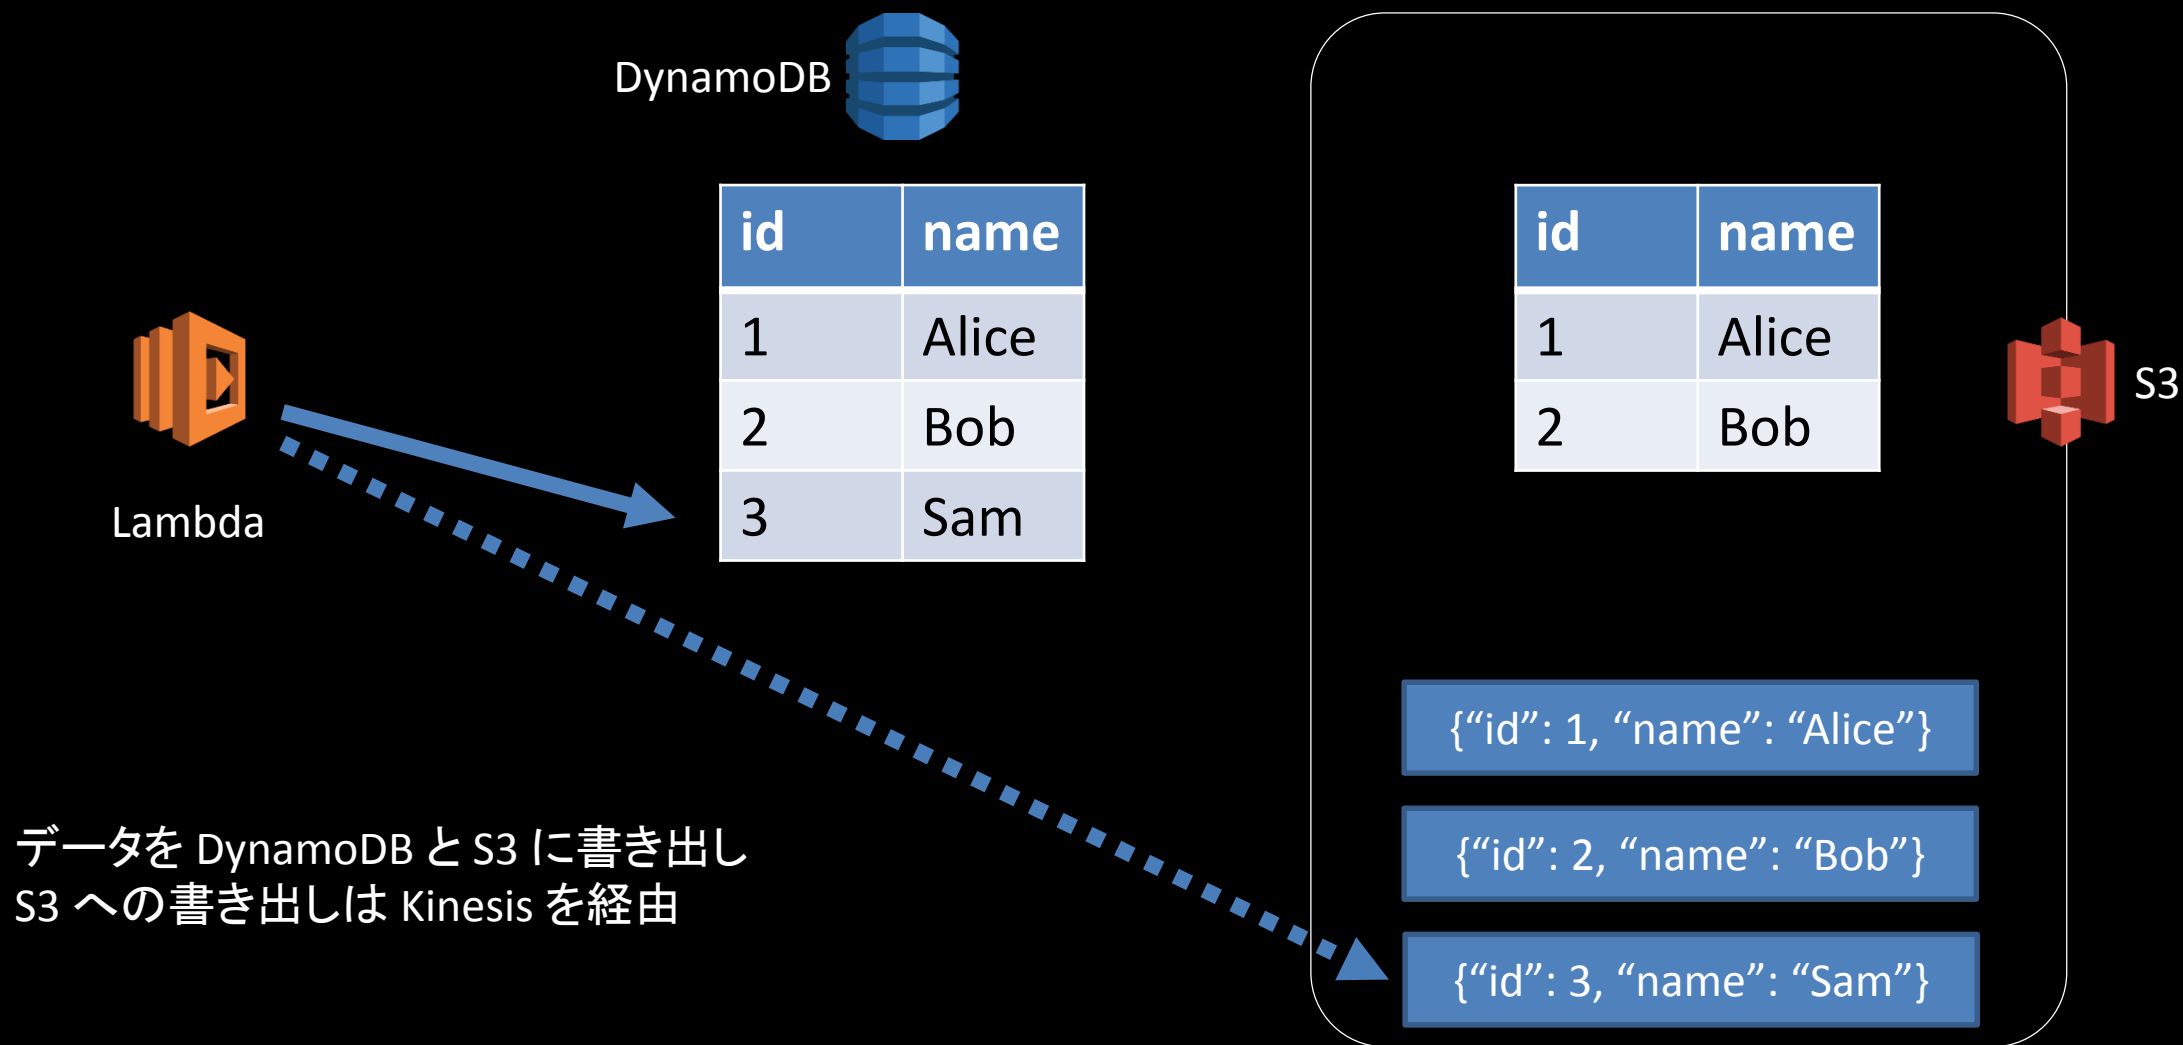 DynamoDB
id name
1 Alice
2 Bob
3 Sam
id name
1 Alice
2 Bob
S3
Lambda
{“id”: 1, “name”: “Alice”}
{“id”: 2, “name”: “Bob”}
{“id”: 3, “name”: “Sam”}
データを DynamoDB と S3 に書き出し
S3 への書き出しは Kinesis を経由